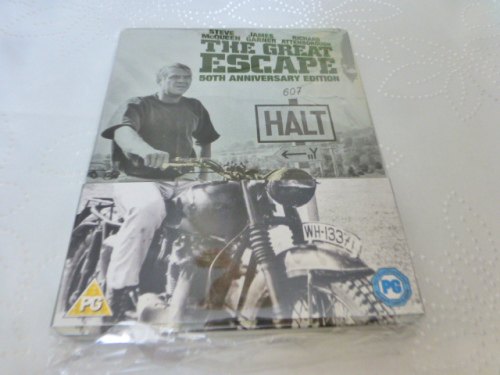 STEVE JAMES RICHARD
McQUEEN GARNER ATTENBOROUGH
THE GREAT
ESCAPE
50TH ANNIVERSARY EDITION
607
HALT
PG
PG